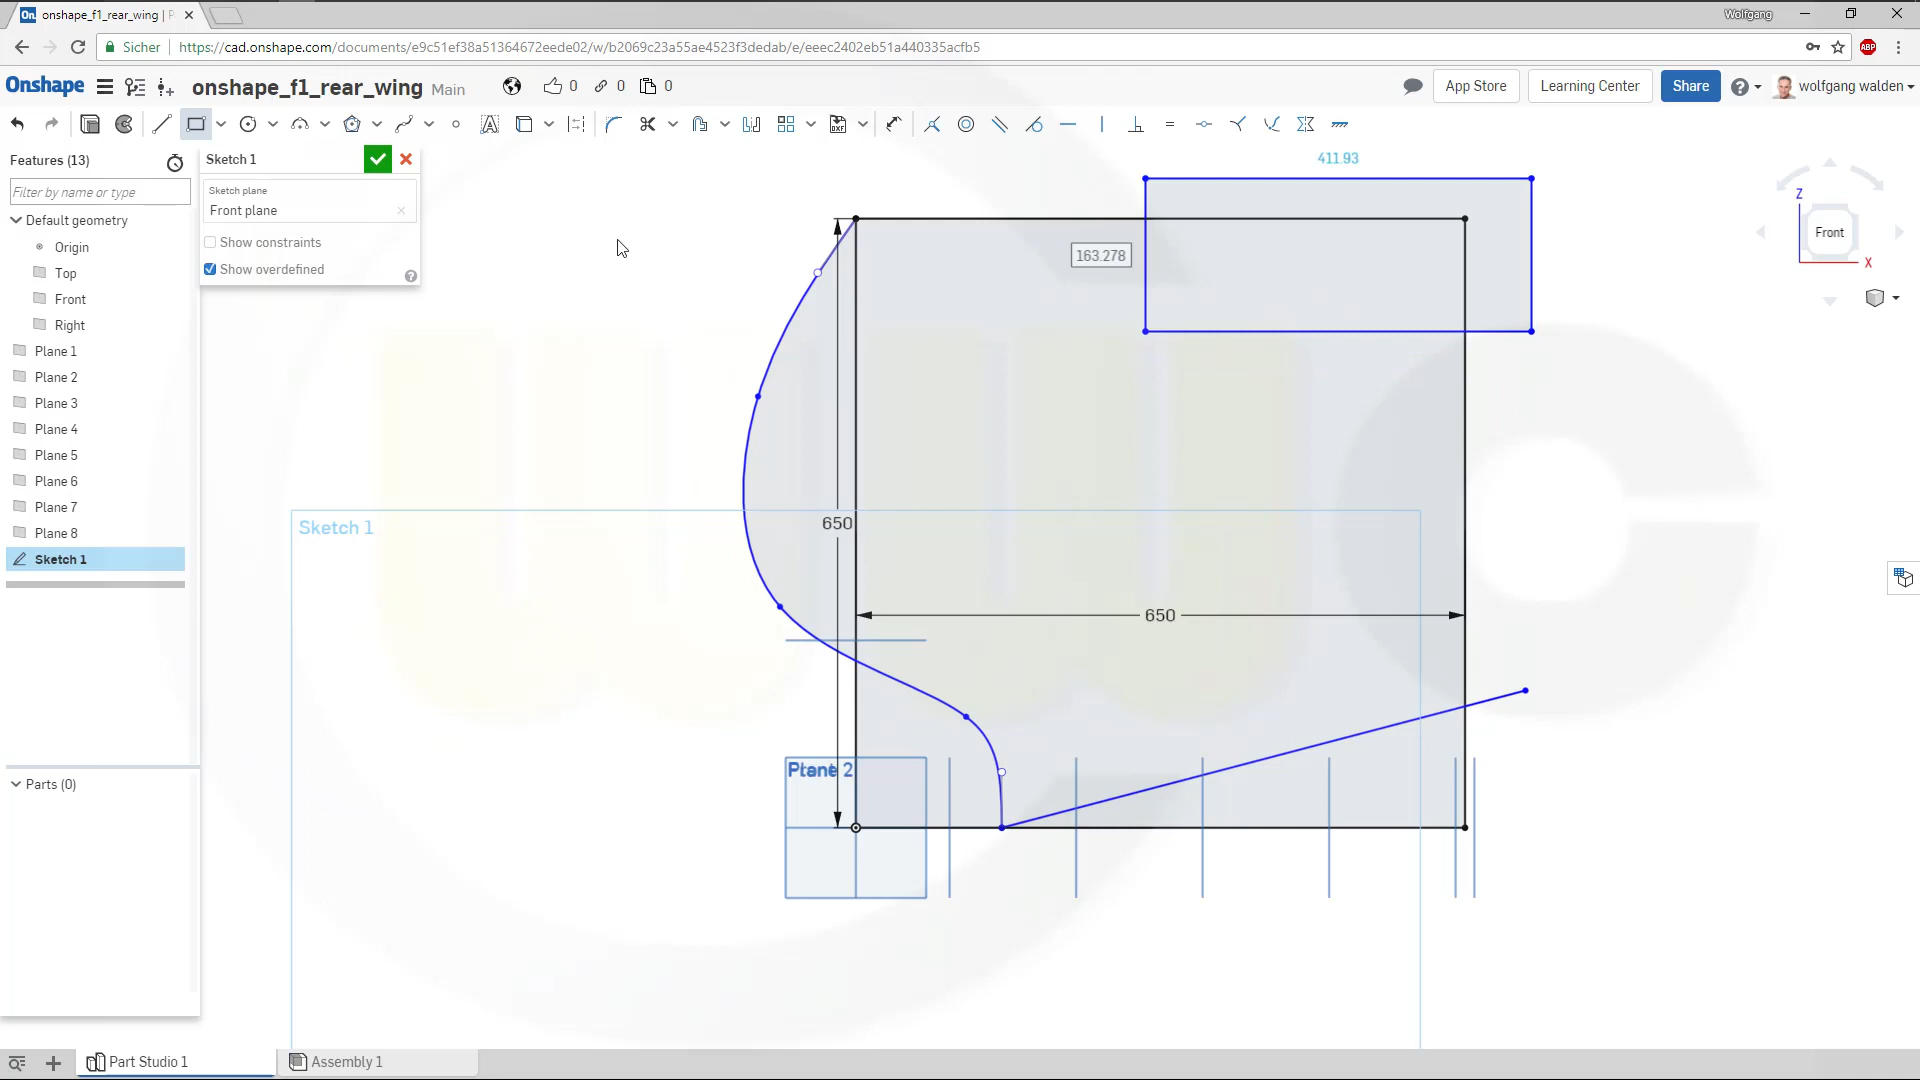 onshape_f1_rear_wing | P
Wolfgang
Sicher https://cad.onshape.com/documents/e9c51ef38a51364672eede02/w/b2069c23a55ae4523f3dedab/e/eeec2402eb51a440335acfb5
ABP
Onshape onshape_f1_rear_wing Main 0 0 0 App Store Learning Center Share wolfgang walden
DXF
Features (13)
Filter by name or type
Default geometry
Origin
Top
Front
Right
Plane 1
Plane 2
Plane 3
Plane 4
Plane 5
Plane 6
Plane 7
Plane 8
Sketch 1
Parts (0)
Sketch 1
Sketch plane
Front plane
Show constraints
Show overdefined
411.93
163.278
650
650
Sketch 1
Plane 2
Z
Front
X
Part Studio 1
Assembly 1